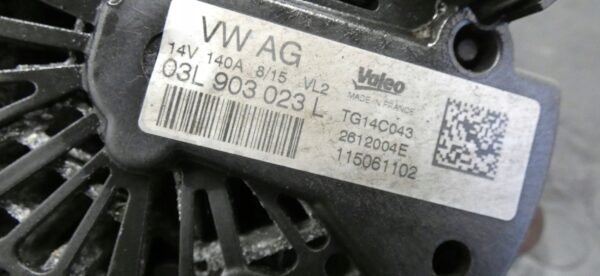 VW AG
14V 140A 8/15 VL2
03L 903 023 L
Valeo
MADE IN FRANCE
TG14C043
2612004E
115061102